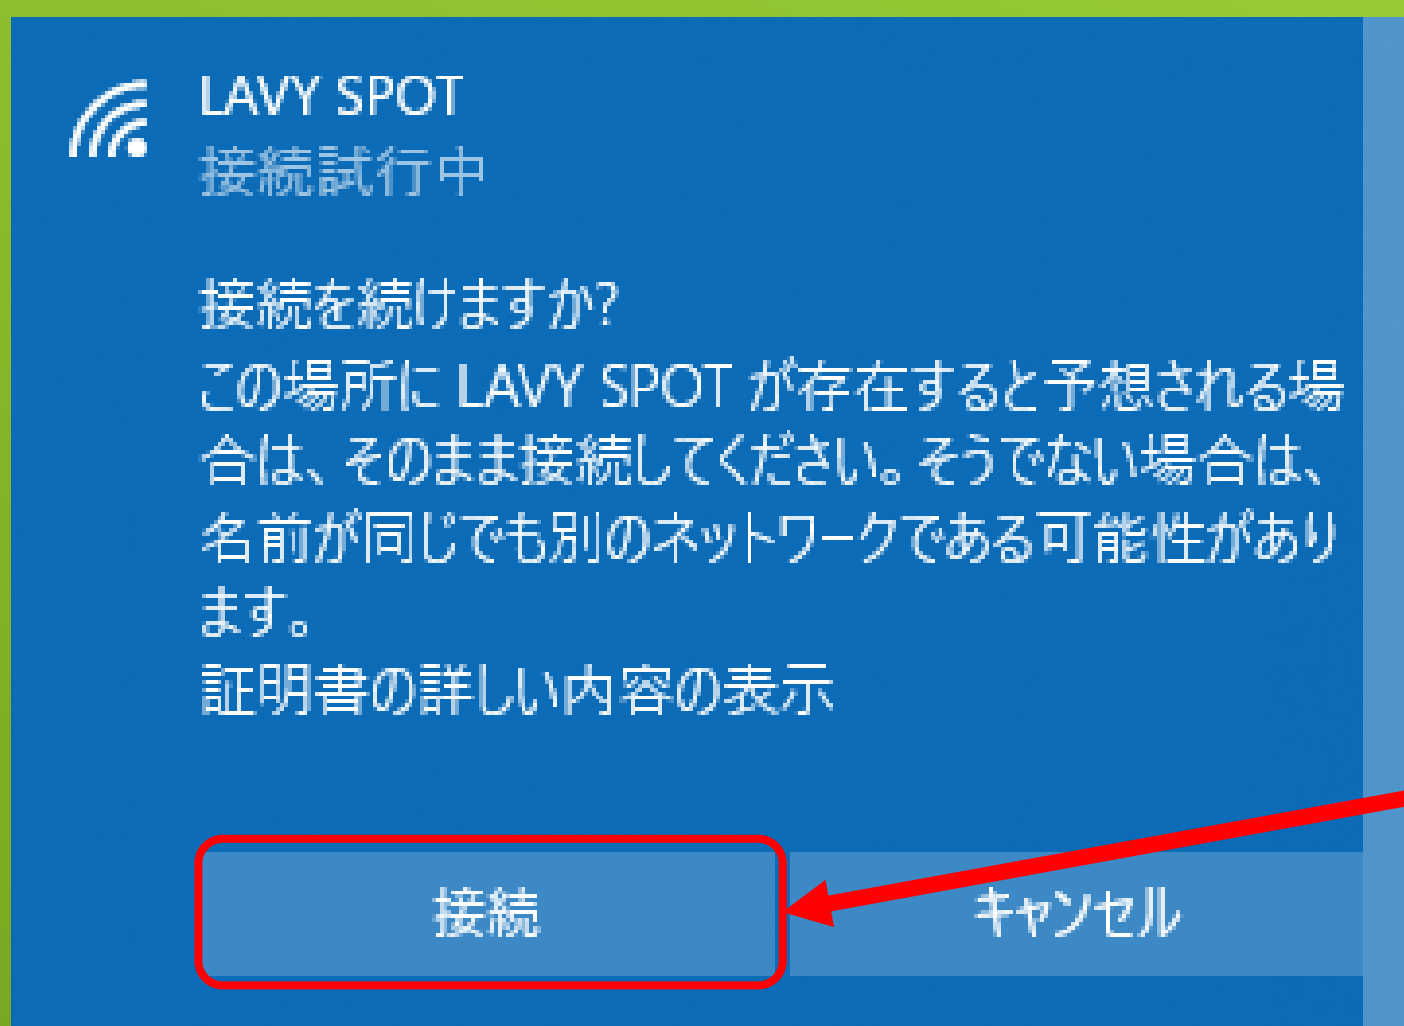 LAVY SPOT
接続試行中
接続を続けますか?
この場所に LAVY SPOT が存在すると予想される場
合は、そのまま接続してください。そうでない場合は、
名前が同じでも別のネットワークである可能性があり
ます。
証明書の詳しい内容の表示
接続
キャンセル